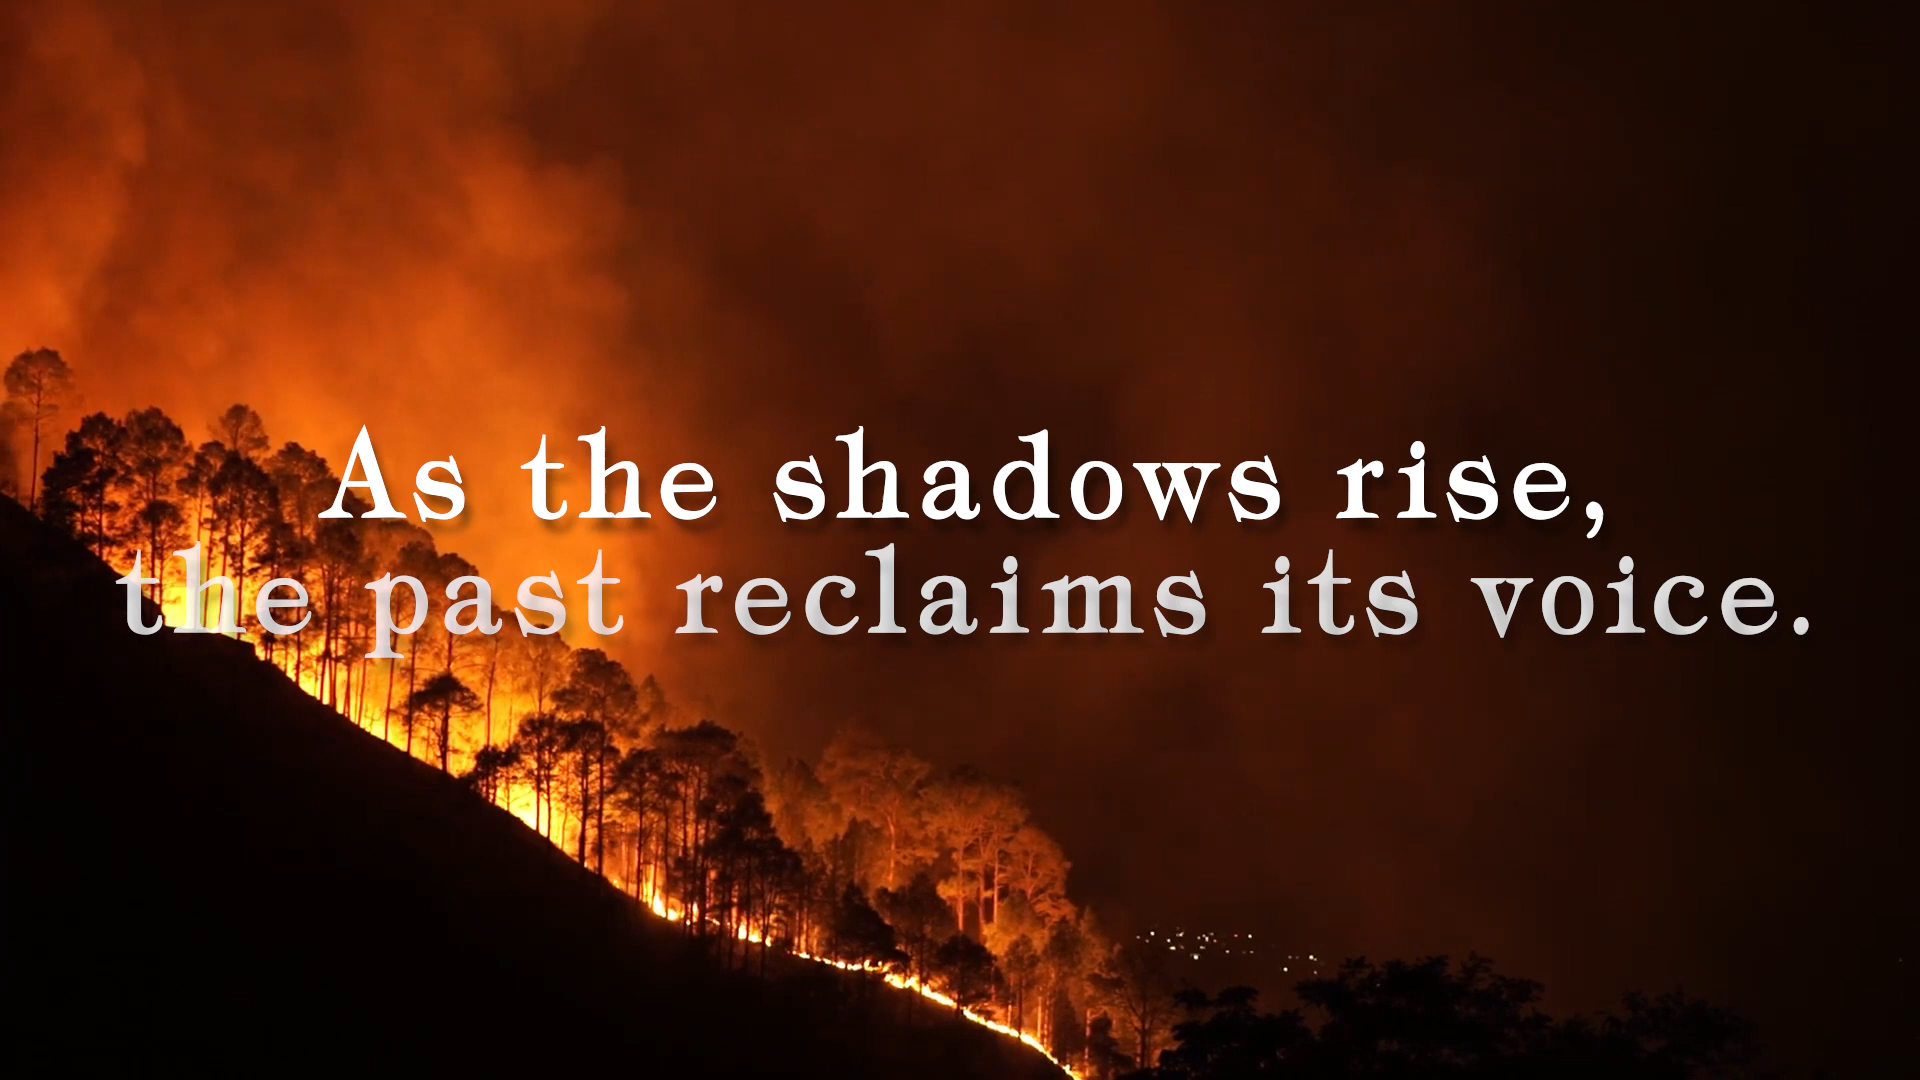 As the shadows rise,
the past reclaims its voice.